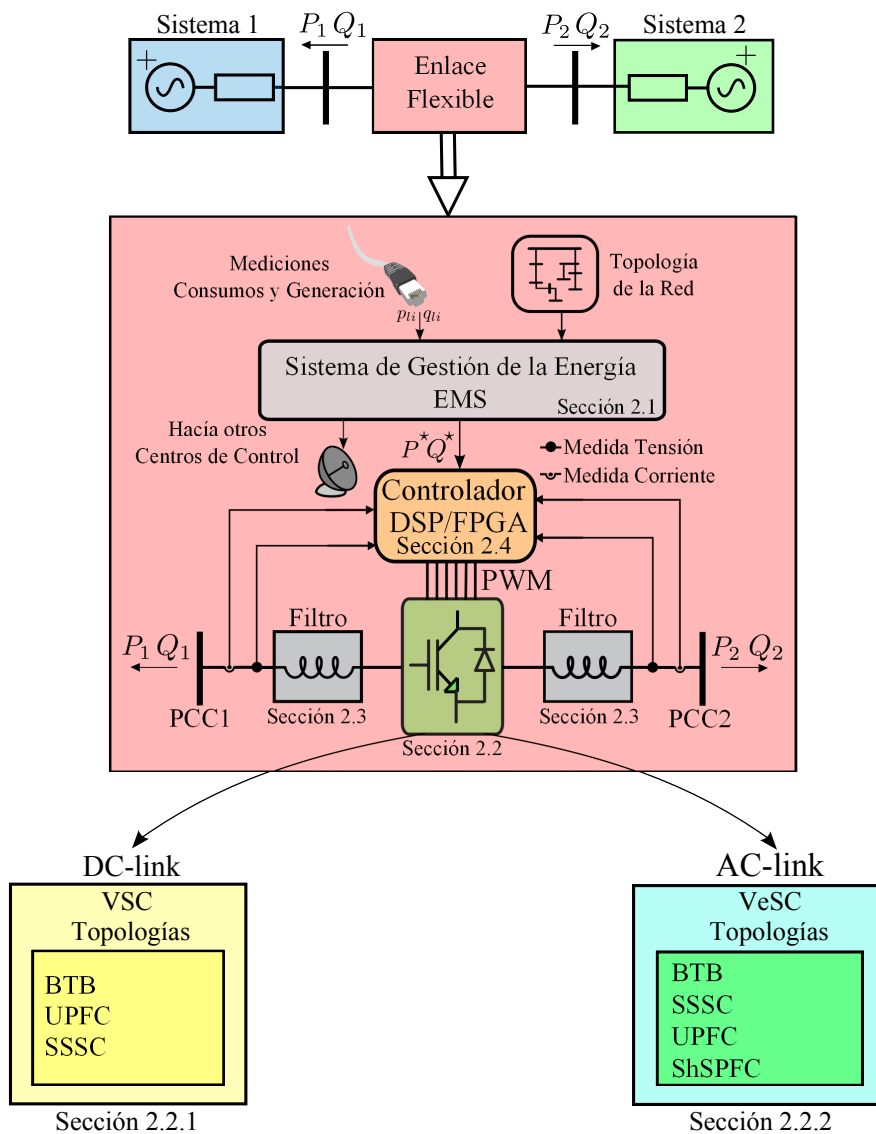 Sistema 1
P1 Q1
Enlace
Flexible
P2 Q2
Sistema 2
+
+
Mediciones
Consumos y Generación
pli qli
Topología
de la Red
Sistema de Gestión de la Energía
EMS
Sección 2.1
Hacía otros
Centros de Control
P* Q*
Medida Tensión
Medida Corriente
Controlador
DSP/FPGA
Sección 2.4
PWM
Filtro
Filtro
P1 Q1
P2 Q2
PCC1
Sección 2.3
Sección 2.3
PCC2
Sección 2.2
DC-link
VSC
Topologías
BTB
UPFC
SSSC
Sección 2.2.1
AC-link
VeSC
Topologías
BTB
SSSC
UPFC
ShSPFC
Sección 2.2.2